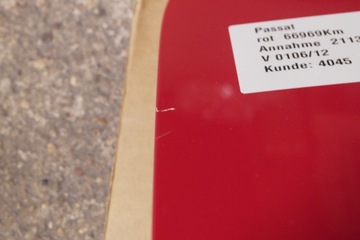 Passat
rot 66969Km
Annahme 2113
V 0106/12
Kunde: 4045